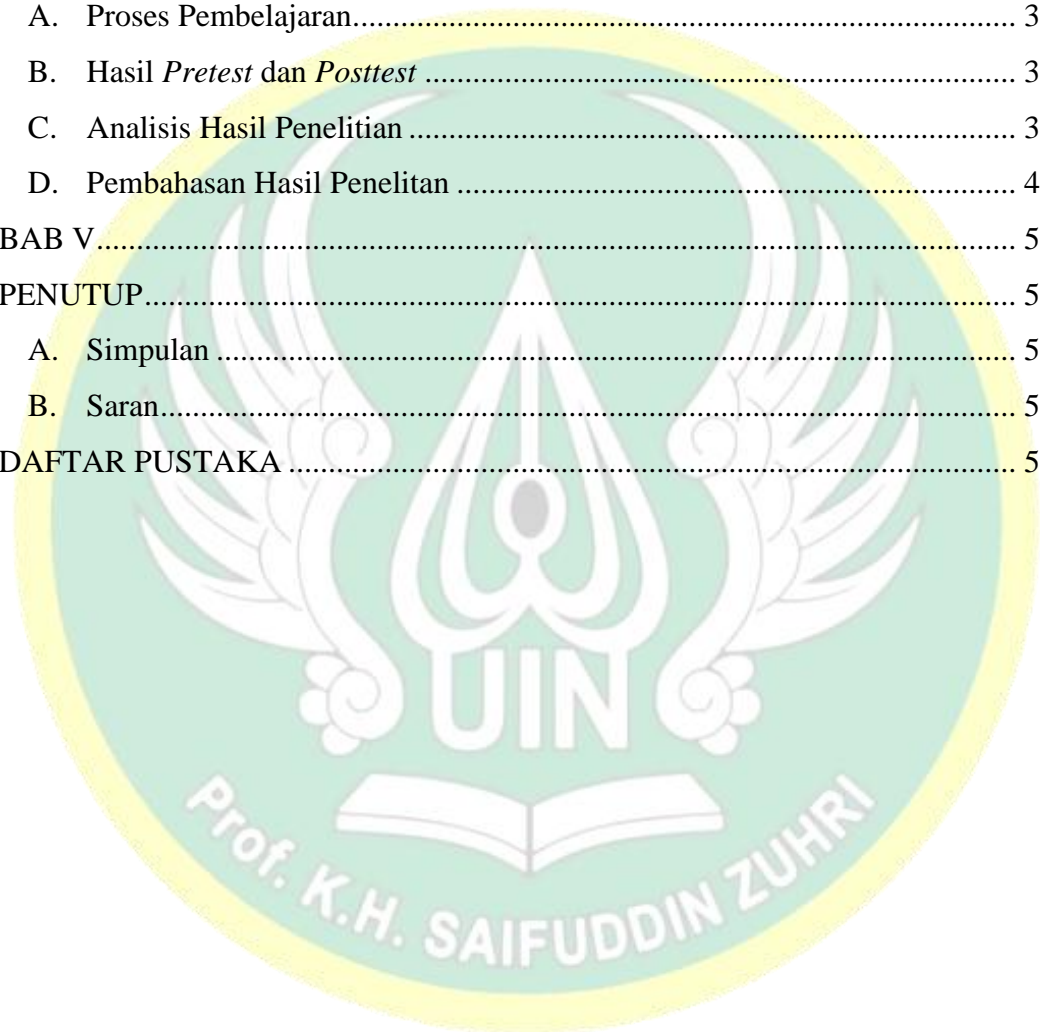 A. Proses Pembelajaran.......................................................................................... 3
B. Hasil Pretest dan Posttest ................................................................................ 3
C. Analisis Hasil Penelitian .................................................................................. 3
D. Pembahasan Hasil Penelitan ............................................................................ 4
BAB V.................................................................................................................... 5
PENUTUP.............................................................................................................. 5
A. Simpulan .......................................................................................................... 5
B. Saran................................................................................................................. 5
DAFTAR PUSTAKA ............................................................................................ 5
UIN
Prof. K.H. SAIFUDDIN ZUHRI